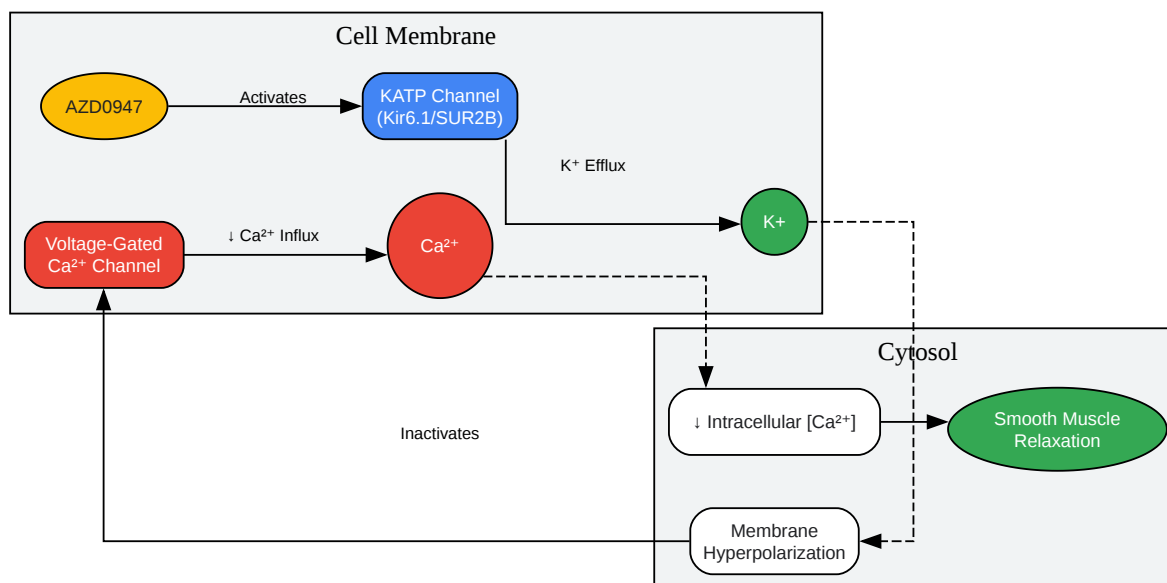 Cell Membrane
AZD0947
Activates
KATP Channel
(Kir6.1/SUR2B)
K⁺ Efflux
K+
Voltage-Gated
Ca²⁺ Channel
↓ Ca²⁺ Influx
Ca²⁺
Cytosol
↓ Intracellular [Ca²⁺]
Smooth Muscle
Relaxation
Inactivates
Membrane
Hyperpolarization